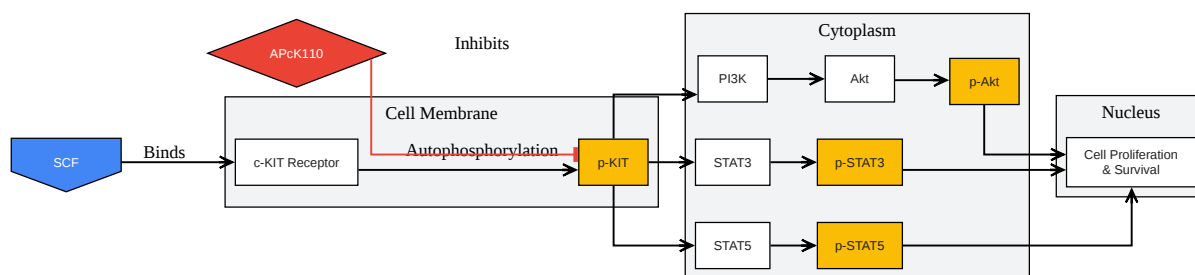 APcK110
Inhibits
Cytoplasm
PI3K
Akt
p-Akt
Cell Membrane
Nucleus
SCF
Binds
c-KIT Receptor
Autophosphorylation
p-KIT
STAT3
p-STAT3
Cell Proliferation
& Survival
STAT5
p-STAT5